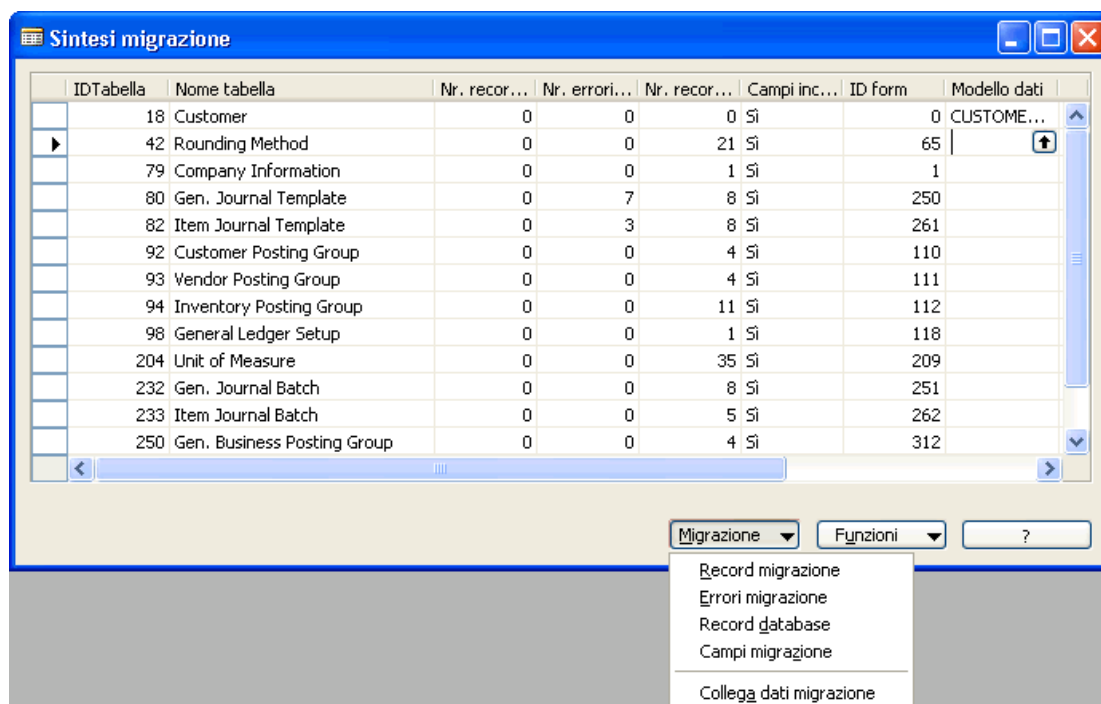 Sintesi migrazione
IDTabella Nome tabella Nr. recor... Nr. errori... Nr. recor... Campi inc... ID form Modello dati
18 Customer 0 0 0 Sì 0 CUSTOME...
42 Rounding Method 0 0 21 Sì 65
79 Company Information 0 0 1 Sì 1
80 Gen. Journal Template 0 7 8 Sì 250
82 Item Journal Template 0 3 8 Sì 261
92 Customer Posting Group 0 0 4 Sì 110
93 Vendor Posting Group 0 0 4 Sì 111
94 Inventory Posting Group 0 0 11 Sì 112
98 General Ledger Setup 0 0 1 Sì 118
204 Unit of Measure 0 0 35 Sì 209
232 Gen. Journal Batch 0 0 8 Sì 251
233 Item Journal Batch 0 0 5 Sì 262
250 Gen. Business Posting Group 0 0 4 Sì 312
Migrazione Funzioni ?
Record migrazione
Errori migrazione
Record database
Campi migrazione
Collega dati migrazione